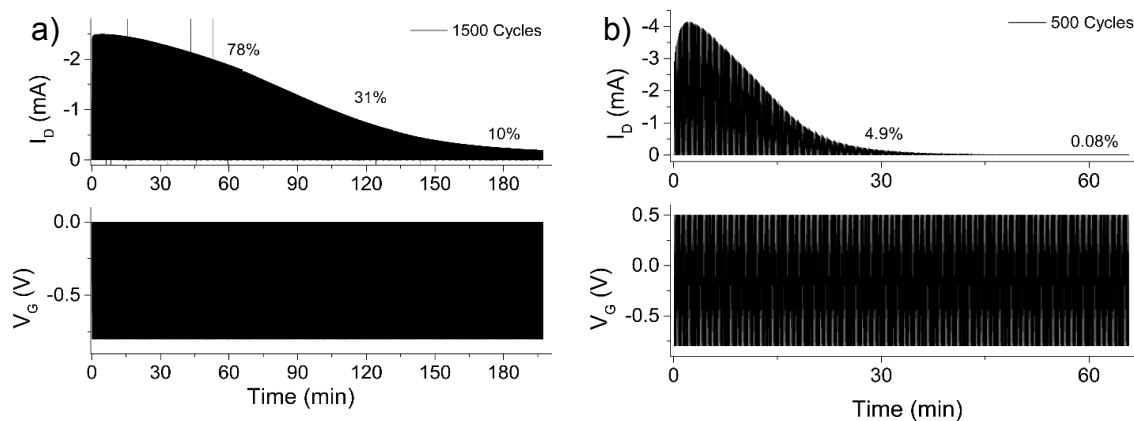 a)
1500 Cycles
78%
31%
10%
-2
-1
0
I_D (mA)
0 30 60 90 120 150 180
0.0
-0.5
V_G (V)
0 30 60 90 120 150 180
Time (min)
b)
500 Cycles
-4
-3
-2
-1
0
I_D (mA)
4.9%
0.08%
0 30 60
0.5
0.0
-0.5
V_G (V)
0 30 60
Time (min)